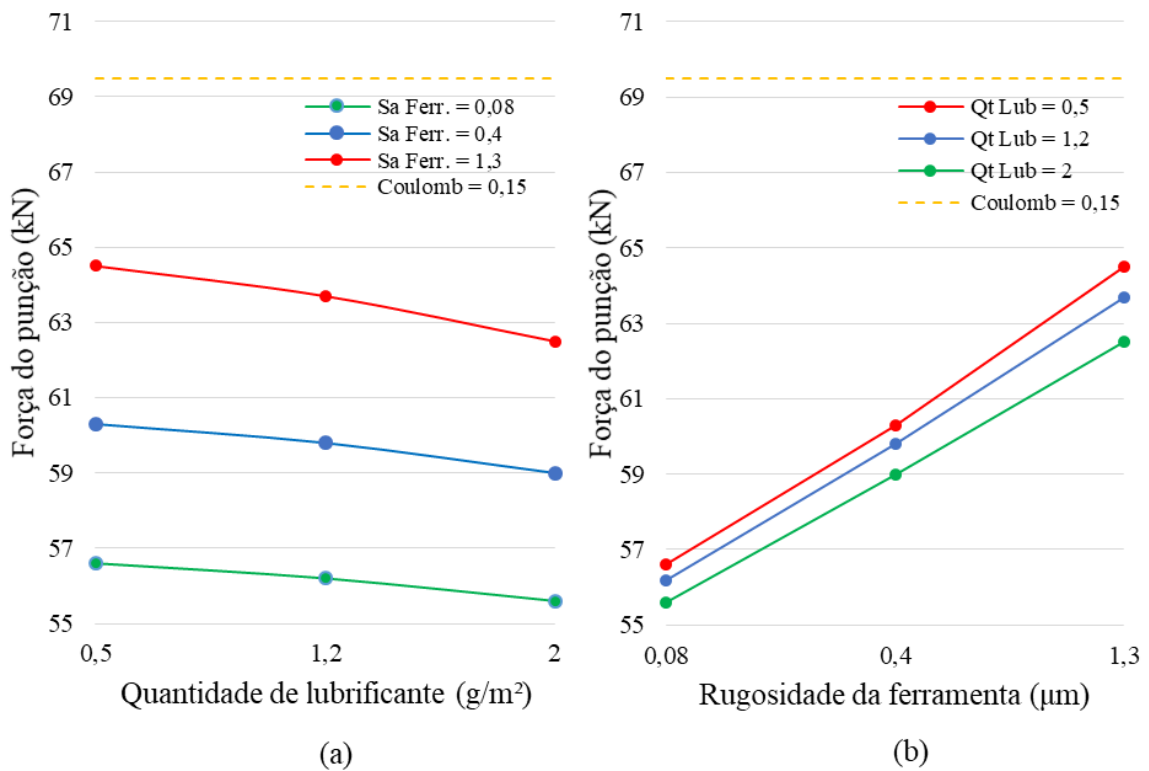 71
69
67
65
63
61
59
57
55
Força do punção (kN)
Sa Ferr. = 0,08
Sa Ferr. = 0,4
Sa Ferr. = 1,3
Coulomb = 0,15
0,5
1,2
2
Quantidade de lubrificante (g/m²)
(a)
71
69
67
65
63
61
59
57
55
Força do punção (kN)
Qt Lub = 0,5
Qt Lub = 1,2
Qt Lub = 2
Coulomb = 0,15
0,08
0,4
1,3
Rugosidade da ferramenta (μm)
(b)